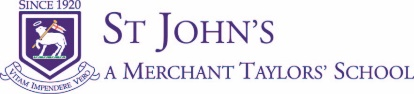 SINCE 1920
VITAM IMPENDERE VERO
ST JOHN'S
A MERCHANT TAYLORS' SCHOOL